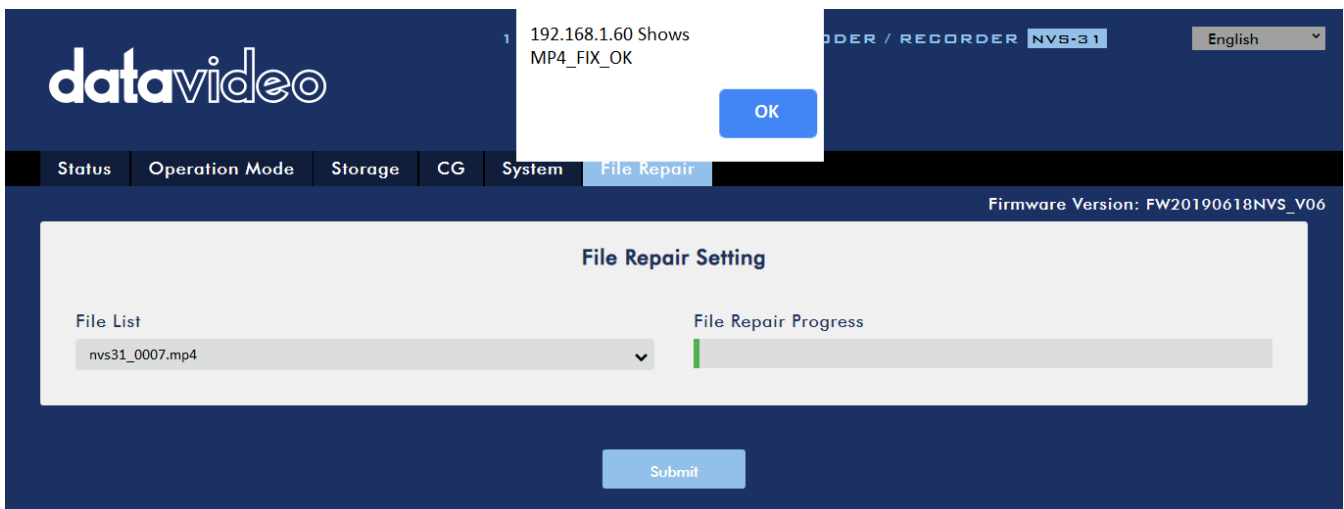 192.168.1.60 Shows
MP4_FIX_OK
OK
1
DER / RECORDER NVS-31
English
datavideo
Status Operation Mode Storage CG System File Repair
Firmware Version: FW20190618NVS_V06
File Repair Setting
File List
File Repair Progress
nvs31_0007.mp4
Submit